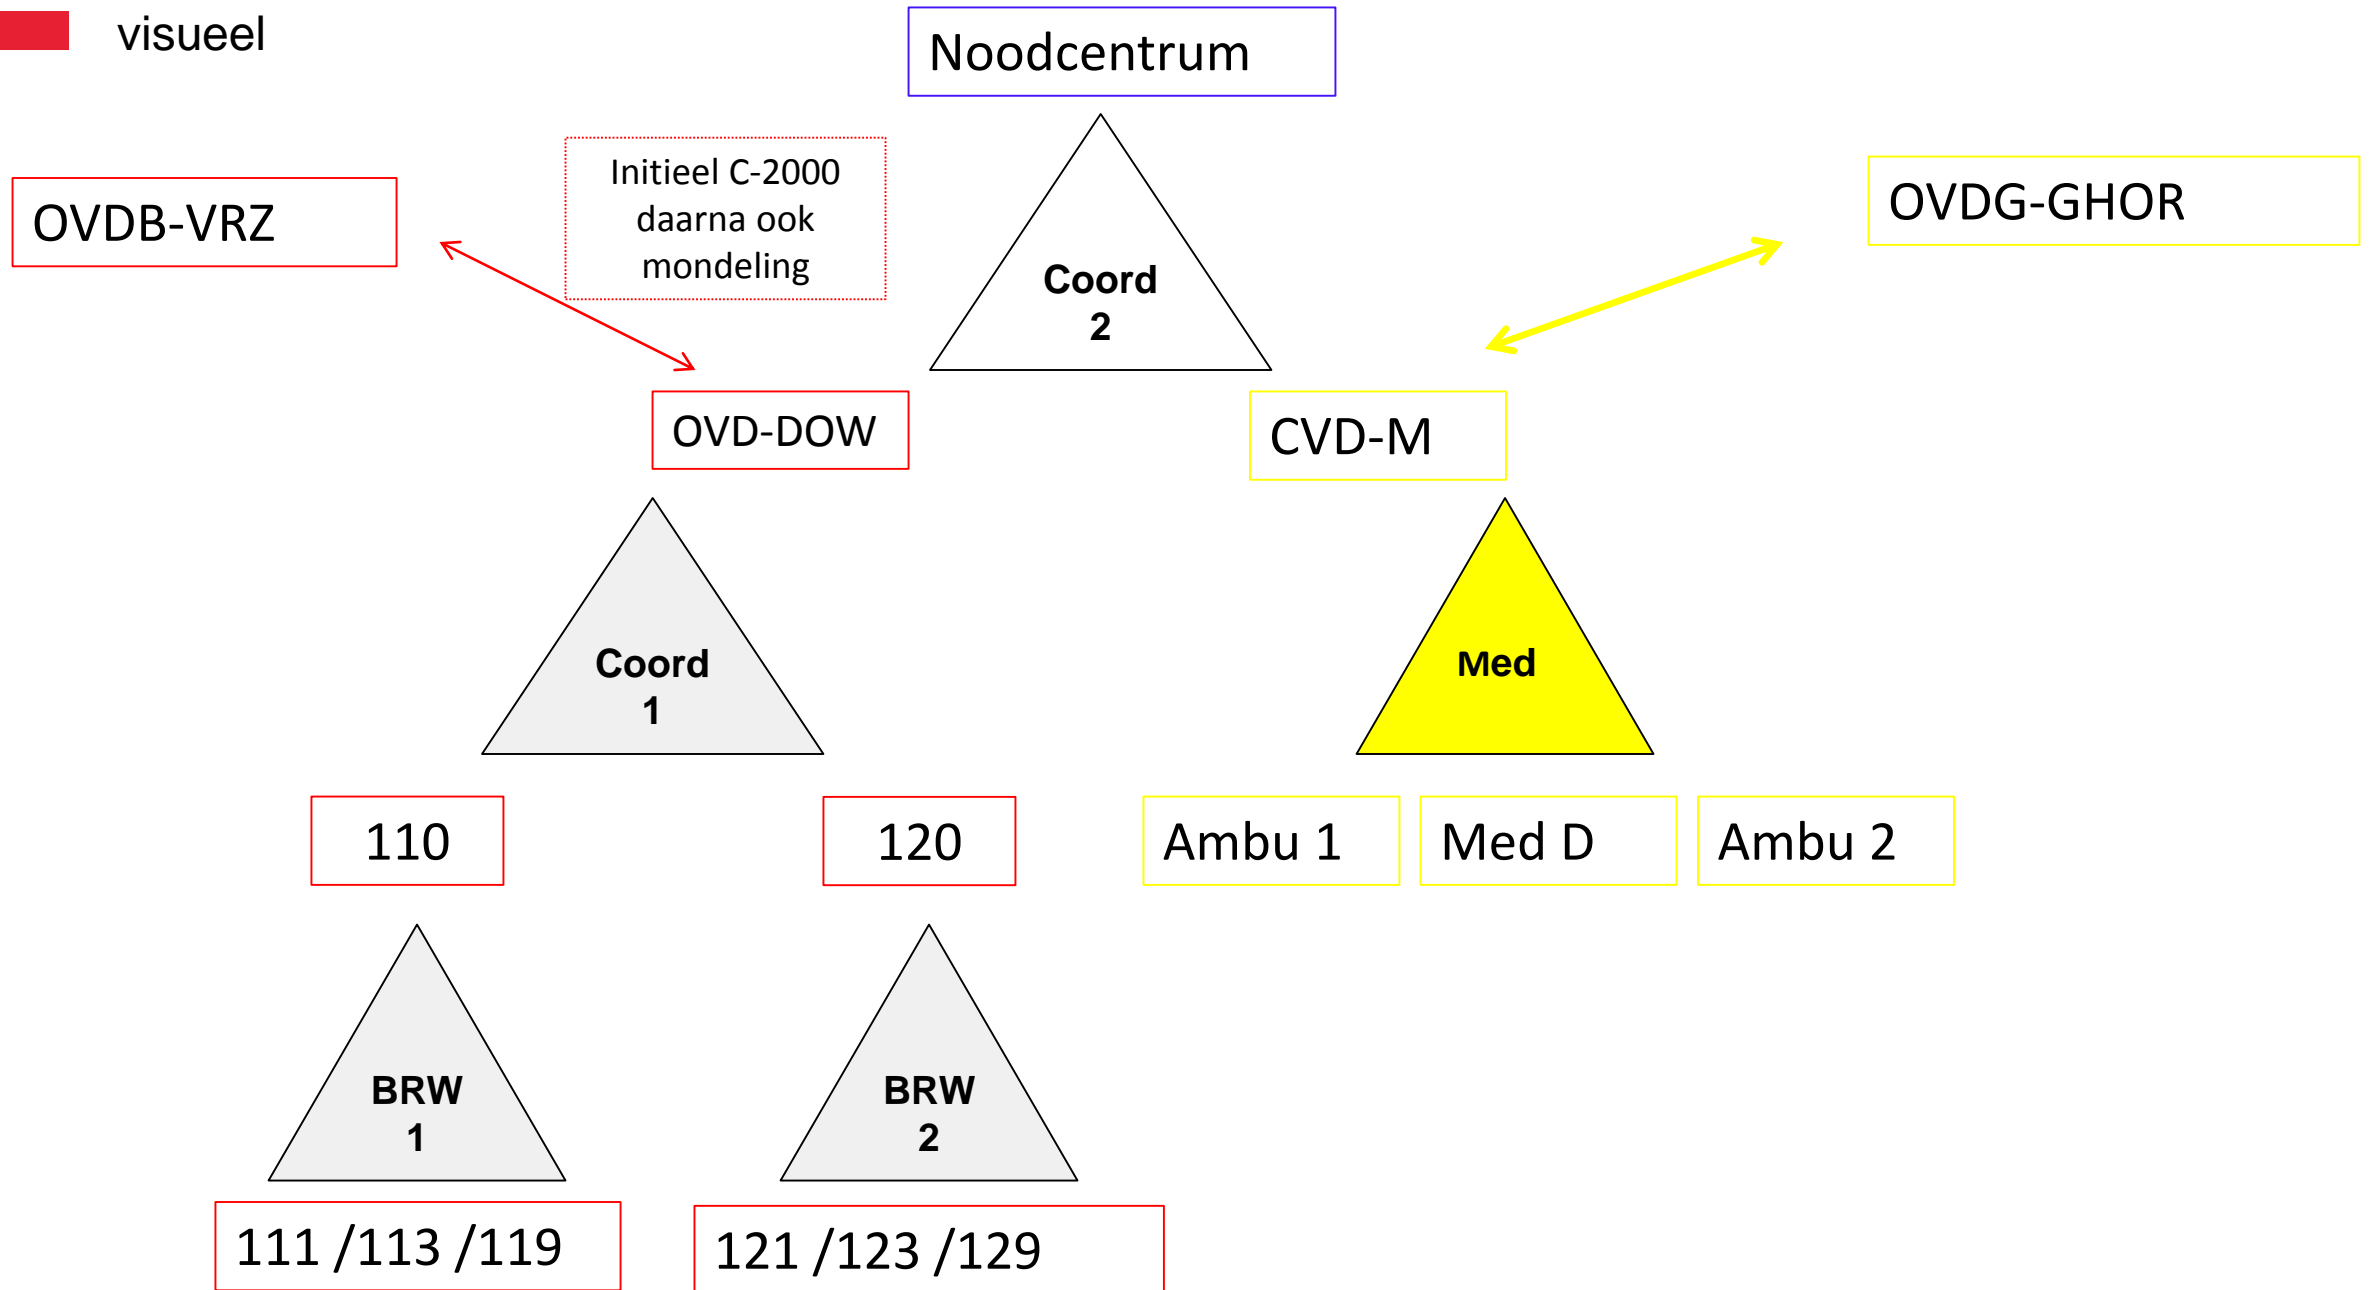 visueel
Noodcentrum
OVDB-VRZ
Initieel C-2000
daarna ook
mondeling
OVDG-GHOR
Coord
2
OVD-DOW
CVD-M
Coord
1
Med
110
120
Ambu 1
Med D
Ambu 2
BRW
1
BRW
2
111 /113 /119
121 /123 /129